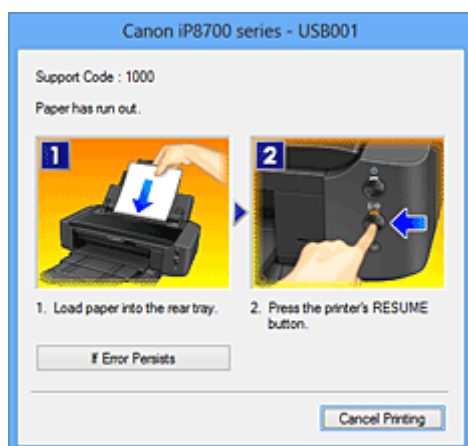 Canon iP8700 series - USB001
Support Code : 1000
Paper has run out.
1
2
1. Load paper into the rear tray.
2. Press the printer's RESUME
button.
If Error Persists
Cancel Printing